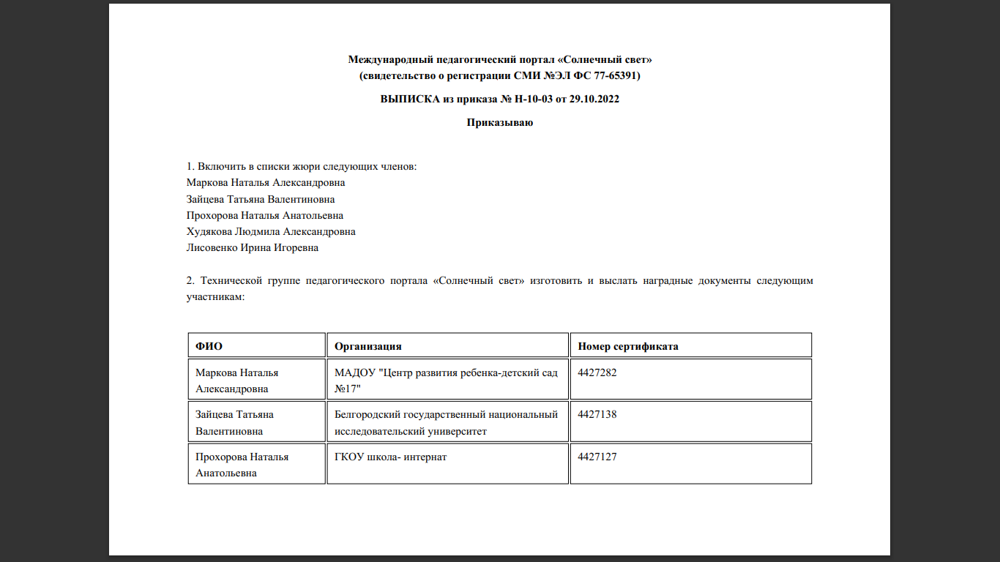 Международный педагогический портал «Солнечный свет»
(свидетельство о регистрации СМИ №ЭЛ ФС 77-65391)
ВЫПИСКА из приказа № Н-10-03 от 29.10.2022
Приказываю
1. Включить в списки жюри следующих членов:
Маркова Наталья Александровна
Зайцева Татьяна Валентиновна
Прохорова Наталья Анатольевна
Худякова Людмила Александровна
Лисовенко Ирина Игоревна
2. Технической группе педагогического портала «Солнечный свет» изготовить и выслать наградные документы следующим
участникам:
ФИО Организация Номер сертификата
Маркова Наталья МАДОУ "Центр развития ребенка-детский сад 4427282
Александровна №17"
Зайцева Татьяна Белгородский государственный национальный 4427138
Валентиновна исследовательский университет
Прохорова Наталья ГКОУ школа- интернат 4427127
Анатольевна